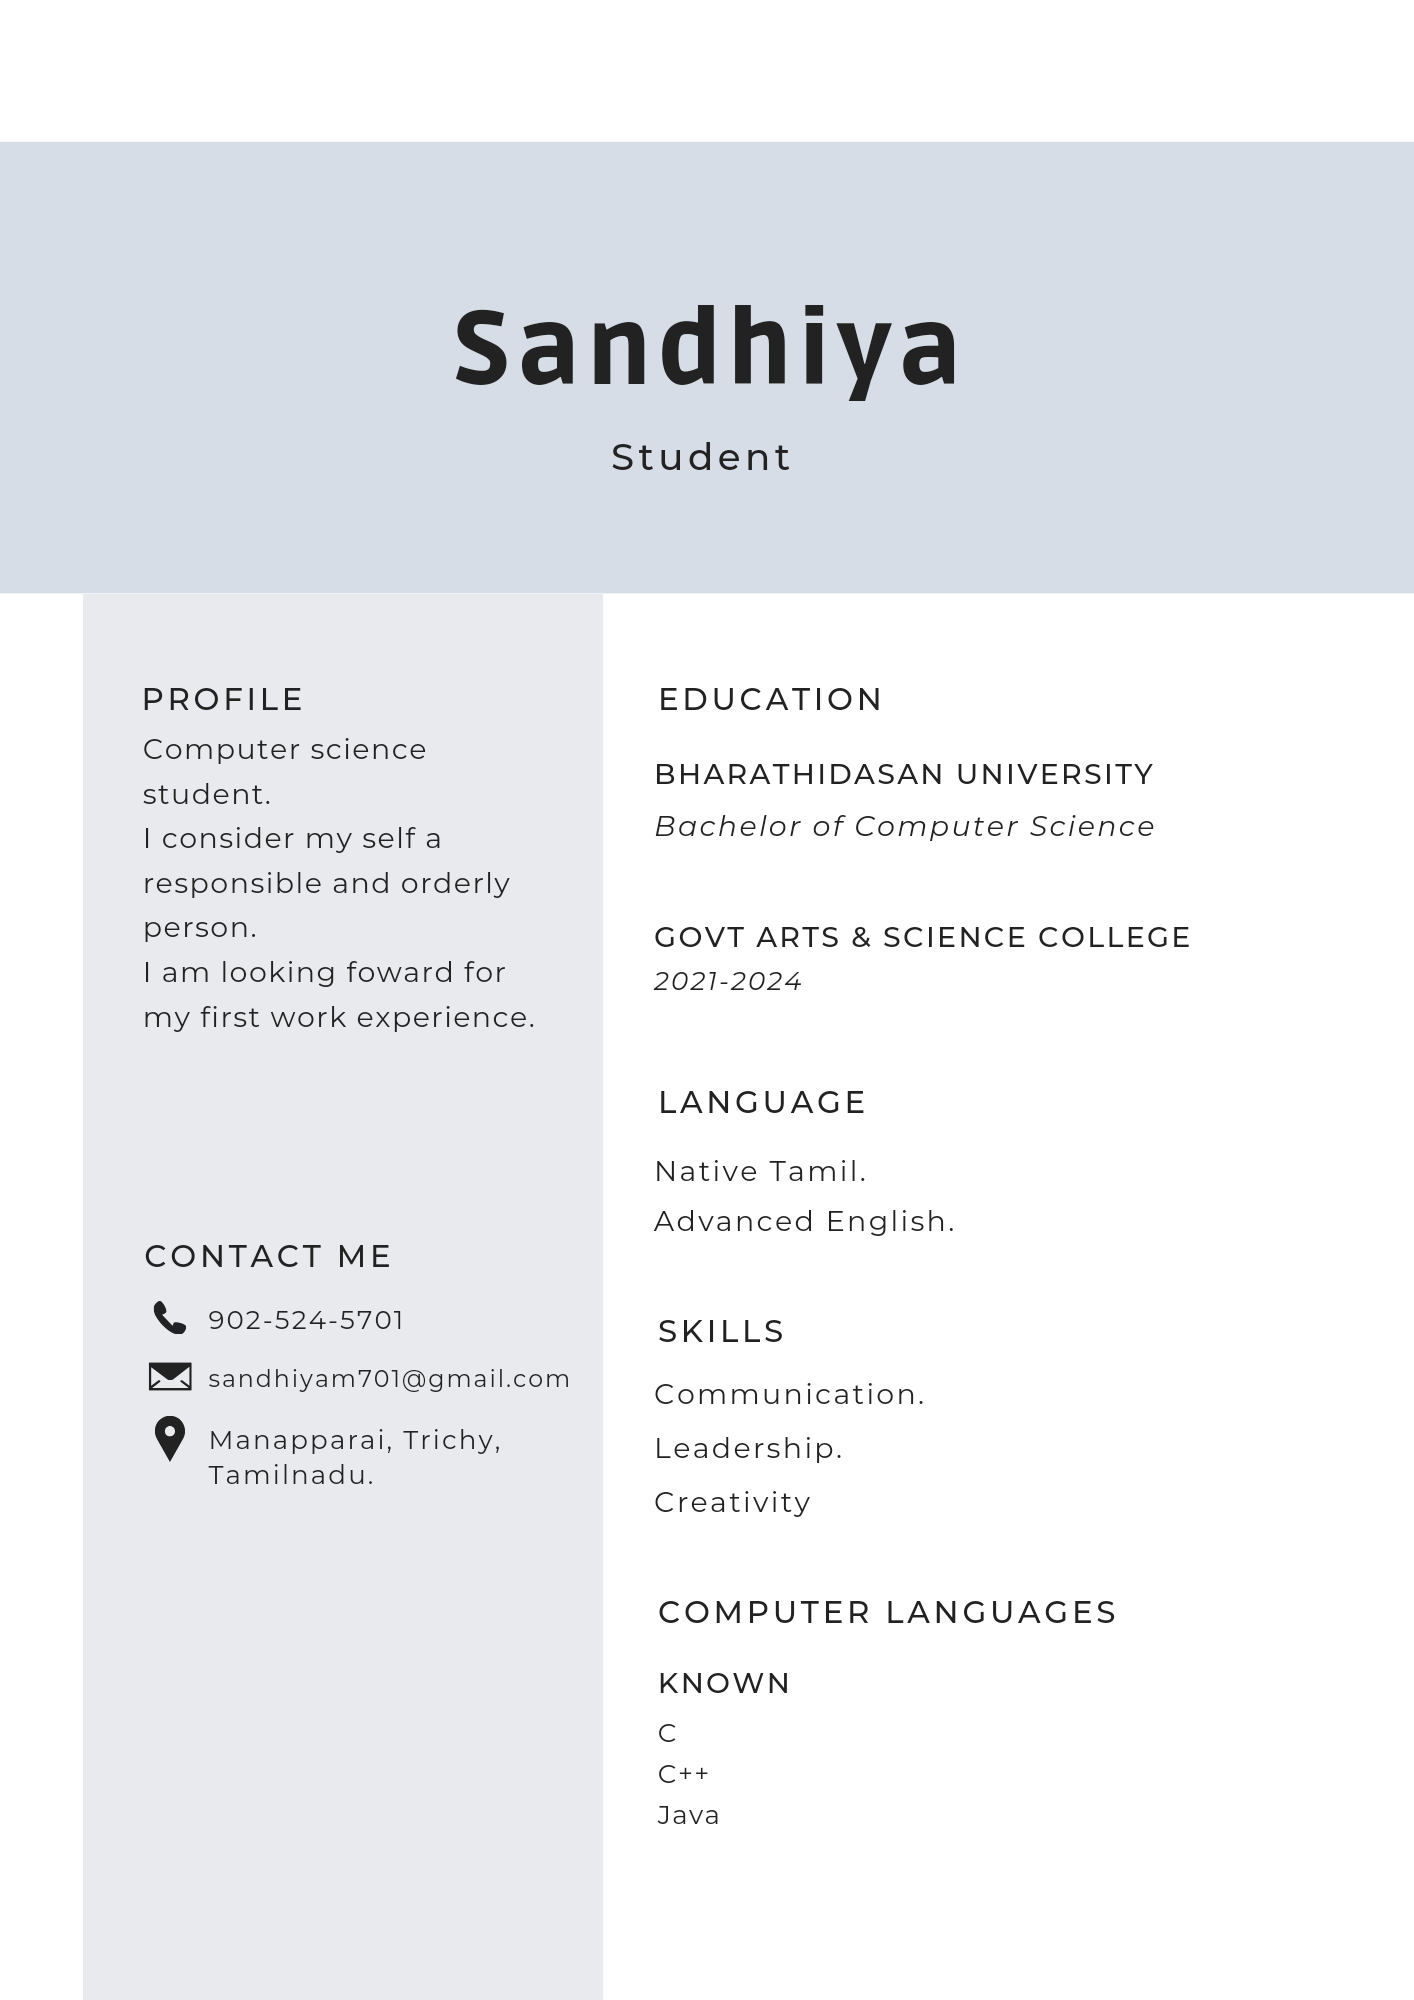 Sandhiya
Student
PROFILE
Computer science
student.
I consider my self a
responsible and orderly
person.
I am looking foward for
my first work experience.
CONTACT ME
902-524-5701
sandhiyam701@gmail.com
Manapparai, Trichy,
Tamilnadu.
EDUCATION
BHARATHIDASAN UNIVERSITY
Bachelor of Computer Science
GOVT ARTS & SCIENCE COLLEGE
2021-2024
LANGUAGE
Native Tamil.
Advanced English.
SKILLS
Communication.
Leadership.
Creativity
COMPUTER LANGUAGES
KNOWN
C
C++
Java